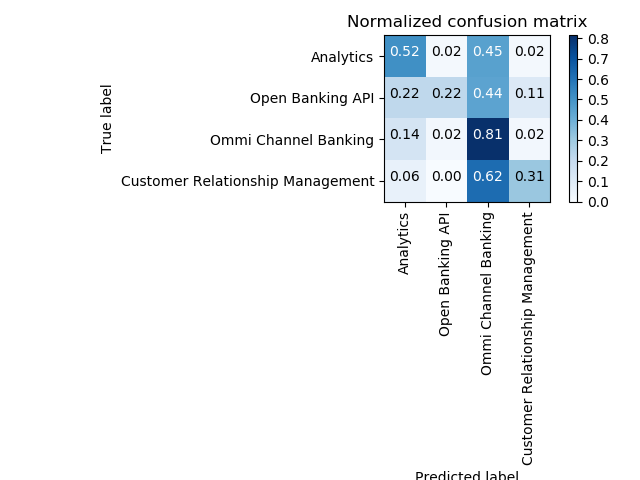 Normalized confusion matrix
True label
Analytics 0.52 0.02 0.45 0.02
Open Banking API 0.22 0.22 0.44 0.11
Ommi Channel Banking 0.14 0.02 0.81 0.02
Customer Relationship Management 0.06 0.00 0.62 0.31
0.8
0.7
0.6
0.5
0.4
0.3
0.2
0.1
0.0
Analytics
Open Banking API
Ommi Channel Banking
Customer Relationship Management
Predicted label